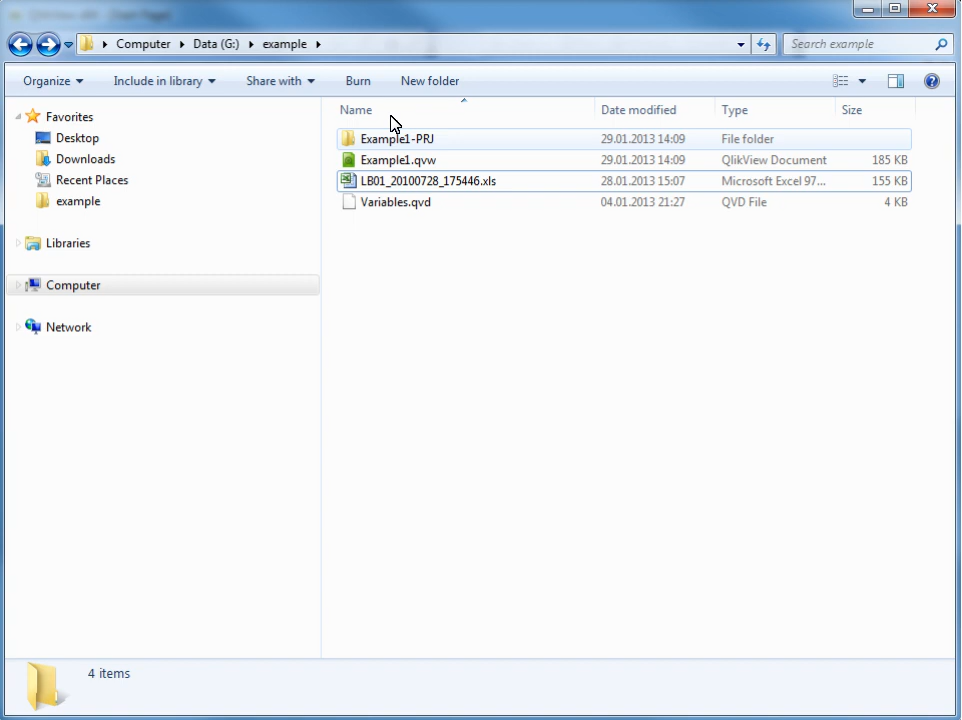 Computer Data (G:) example Search example
Organize Include in library Share with Burn New folder
Name Date modified Type Size
Favorites
Desktop
Downloads
Recent Places
example
Libraries
Computer
Network
Example1-PRJ 29.01.2013 14:09 File folder
Example1.qvw 29.01.2013 14:09 QlikView Document 185 KB
LB01_20100728_175446.xls 28.01.2013 15:07 Microsoft Excel 97... 155 KB
Variables.qvd 04.01.2013 21:27 QVD File 4 KB
4 items